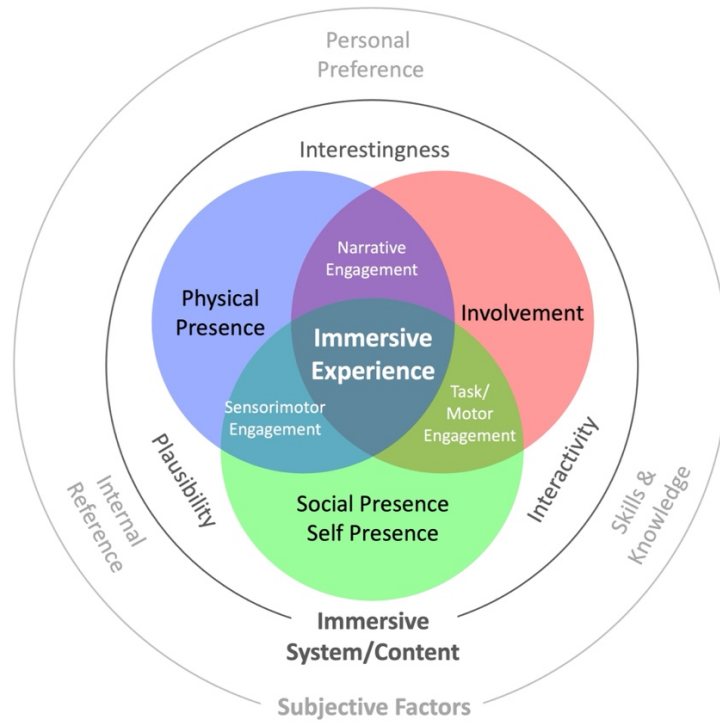 Personal
Preference
Interestingness
Narrative
Engagement
Physical
Presence
Involvement
Immersive
Experience
Sensorimotor
Engagement
Task/
Motor
Engagement
Plausibility
Interactivity
Internal
Reference
Skills &
Knowledge
Social Presence
Self Presence
Immersive
System/Content
Subjective Factors